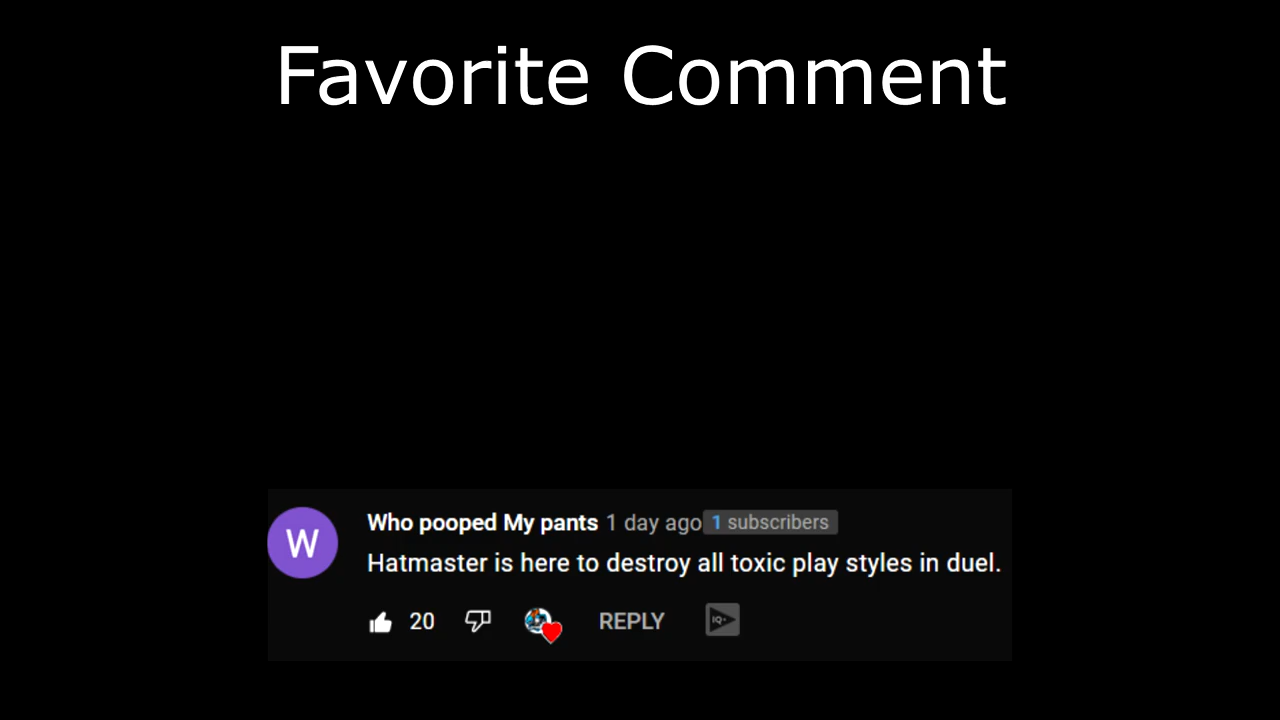 Favorite Comment
W
Who pooped My pants 1 day ago 1 subscribers
Hatmaster is here to destroy all toxic play styles in duel.
20 REPLY IQ+